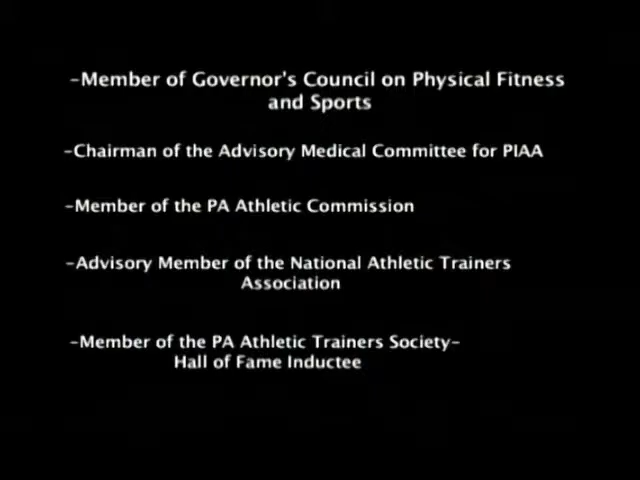 -Member of Governor's Council on Physical Fitness
and Sports
-Chairman of the Advisory Medical Committee for PIAA
-Member of the PA Athletic Commission
-Advisory Member of the National Athletic Trainers
Association
-Member of the PA Athletic Trainers Society-
Hall of Fame Inductee